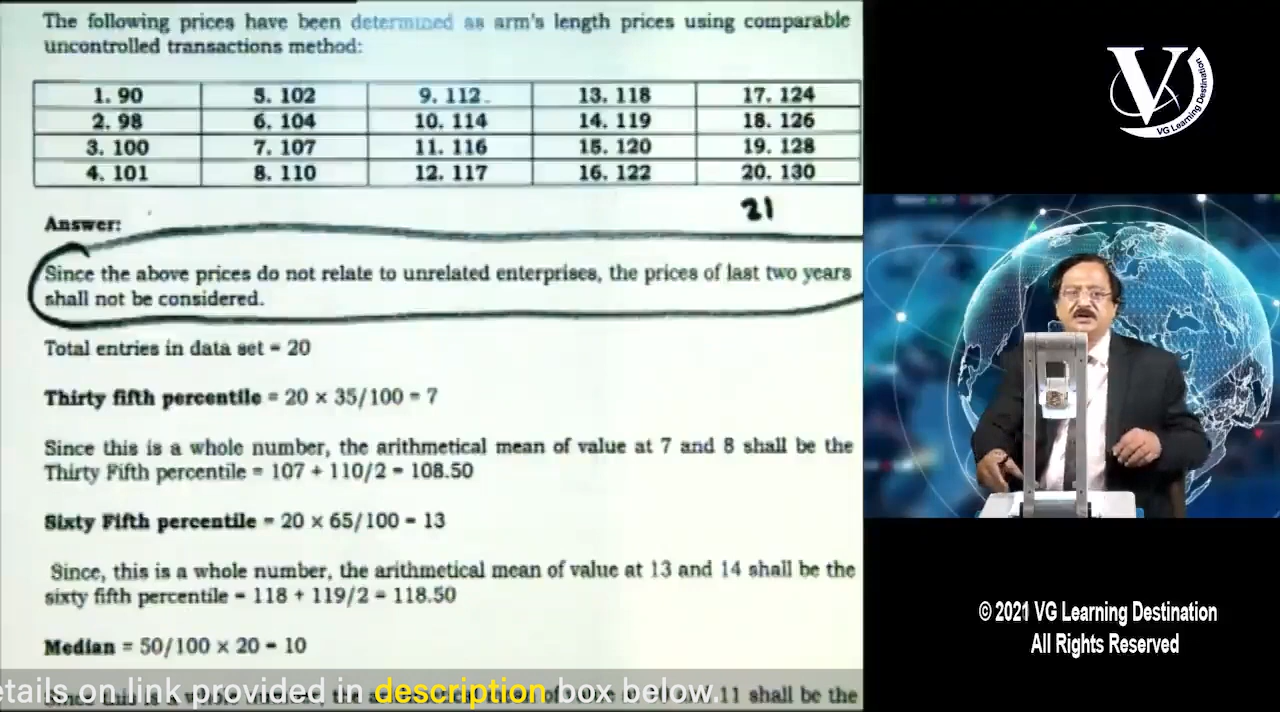 The following prices have been determined as arm's length prices using comparable
uncontrolled transactions method:
1. 90 5. 102 9. 112 13. 118 17. 124
2. 98 6. 104 10. 114 14. 119 18. 126
3. 100 7. 107 11. 116 15. 120 19. 128
4. 101 8. 110 12. 117 16. 122 20. 130
21
Answer:
Since the above prices do not relate to unrelated enterprises, the prices of last two years
shall not be considered.
Total entries in data set = 20
Thirty fifth percentile = 20 × 35/100 = 7
Since this is a whole number, the arithmetical mean of value at 7 and 8 shall be the
Thirty Fifth percentile = 107 + 110/2 = 108.50
Sixty Fifth percentile = 20 × 65/100 = 13
Since, this is a whole number, the arithmetical mean of value at 13 and 14 shall be the
sixty fifth percentile = 118 + 119/2 = 118.50
Median = 50/100 × 20 = 10
Since this is a whole number, the 11 shall be the
etails on link provided in description box below.
V
VG Learning Destination
© 2021 VG Learning Destination
All Rights Reserved